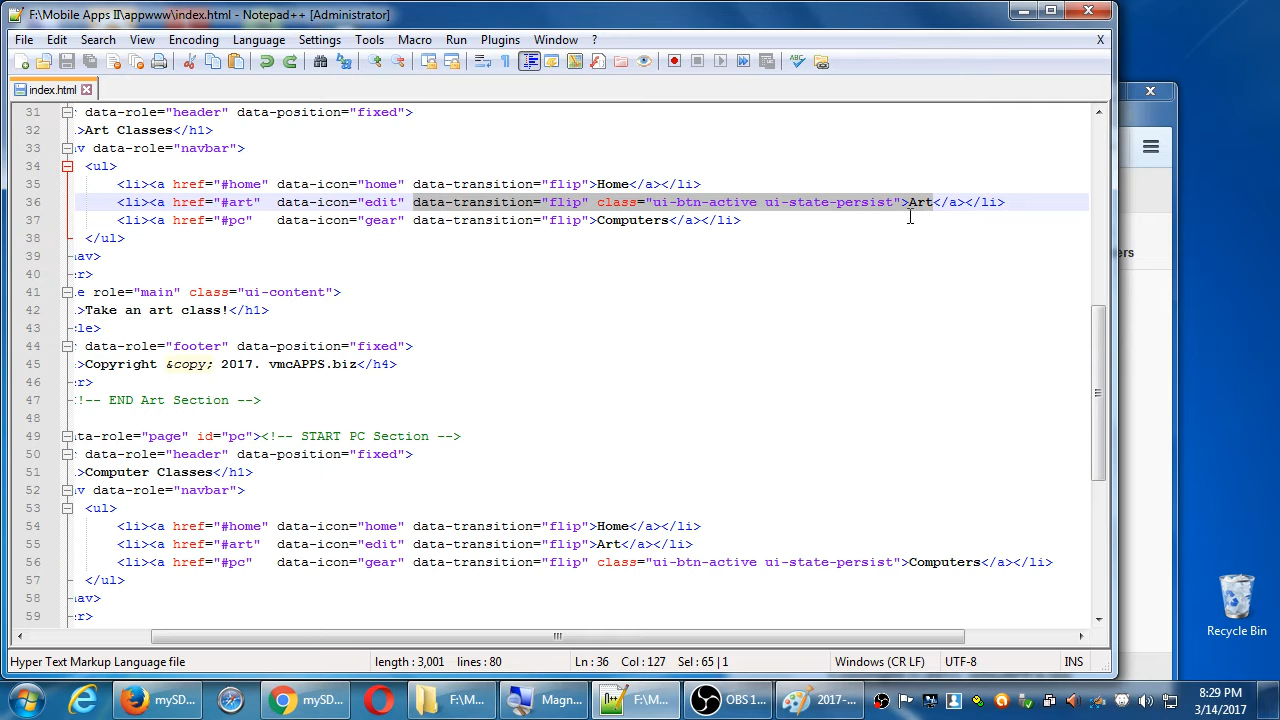 F:\Mobile Apps II\appwww\index.html - Notepad++ [Administrator]
File Edit Search View Encoding Language Settings Tools Macro Run Plugins Window ? X
index.html
31 data-role="header" data-position="fixed">
32 >Art Classes</h1>
33 data-role="navbar">
34 <ul>
35 <li><a href="#home" data-icon="home" data-transition="flip">Home</a></li>
36 <li><a href="#art" data-icon="edit" data-transition="flip" class="ui-btn-active ui-state-persist">Art</a></li>
37 <li><a href="#pc" data-icon="gear" data-transition="flip">Computers</a></li>
38 </ul>
39 av>
40 er>
41 e role="main" class="ui-content">
42 >Take an art class!</h1>
43 le>
44 data-role="footer" data-position="fixed">
45 >Copyright &copy; 2017. vmcAPPS.biz</h4>
46 er>
47 !-- END Art Section -->
48
49 ta-role="page" id="pc"><!-- START PC Section -->
50 data-role="header" data-position="fixed">
51 >Computer Classes</h1>
52 data-role="navbar">
53 <ul>
54 <li><a href="#home" data-icon="home" data-transition="flip">Home</a></li>
55 <li><a href="#art" data-icon="edit" data-transition="flip">Art</a></li>
56 <li><a href="#pc" data-icon="gear" data-transition="flip" class="ui-btn-active ui-state-persist">Computers</a></li>
57 </ul>
58 av>
59 er>
ers
Recycle Bin
Hyper Text Markup Language file length : 3,001 lines : 80 Ln : 36 Col : 127 Sel : 65 | 1 Windows (CR LF) UTF-8 INS
mySD... mySD... F:\M... Magn... F:\M... OBS 1... 2017-... 8:29 PM
3/14/2017